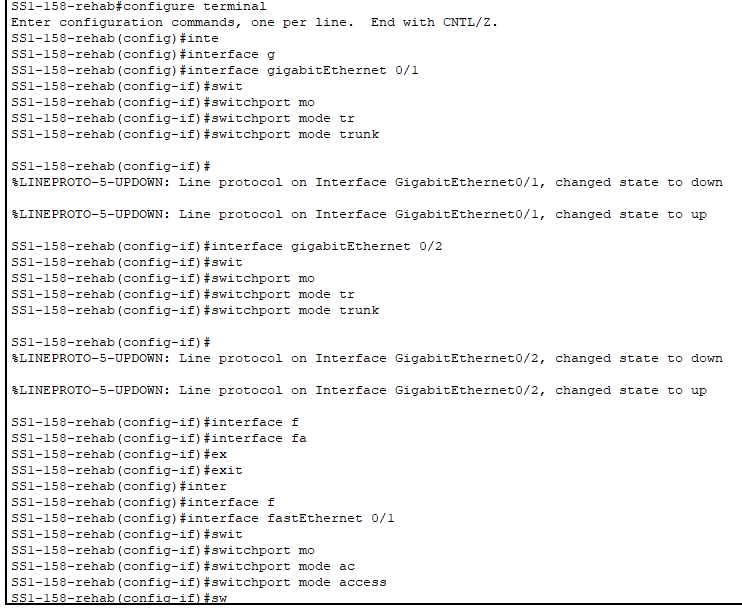 SS1-158-rehab#configure terminal
Enter configuration commands, one per line.  End with CNTL/Z.
SS1-158-rehab(config)#inte
SS1-158-rehab(config)#interface g
SS1-158-rehab(config)#interface gigabitEthernet 0/1
SS1-158-rehab(config-if)#swit
SS1-158-rehab(config-if)#switchport mo
SS1-158-rehab(config-if)#switchport mode tr
SS1-158-rehab(config-if)#switchport mode trunk
SS1-158-rehab(config-if)#
%LINEPROTO-5-UPDOWN: Line protocol on Interface GigabitEthernet0/1, changed state to down
%LINEPROTO-5-UPDOWN: Line protocol on Interface GigabitEthernet0/1, changed state to up
SS1-158-rehab(config-if)#interface gigabitEthernet 0/2
SS1-158-rehab(config-if)#swit
SS1-158-rehab(config-if)#switchport mo
SS1-158-rehab(config-if)#switchport mode tr
SS1-158-rehab(config-if)#switchport mode trunk
SS1-158-rehab(config-if)#
%LINEPROTO-5-UPDOWN: Line protocol on Interface GigabitEthernet0/2, changed state to down
%LINEPROTO-5-UPDOWN: Line protocol on Interface GigabitEthernet0/2, changed state to up
SS1-158-rehab(config-if)#interface f
SS1-158-rehab(config-if)#interface fa
SS1-158-rehab(config-if)#ex
SS1-158-rehab(config-if)#exit
SS1-158-rehab(config)#inter
SS1-158-rehab(config)#interface f
SS1-158-rehab(config)#interface fastEthernet 0/1
SS1-158-rehab(config-if)#swit
SS1-158-rehab(config-if)#switchport mo
SS1-158-rehab(config-if)#switchport mode ac
SS1-158-rehab(config-if)#switchport mode access
SS1-158-rehab(config-if)#sw